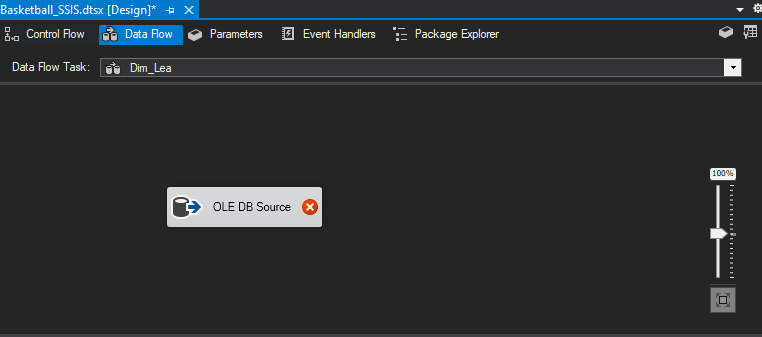 Basketball_SSIS.dtsx [Design]*
Control Flow Data Flow Parameters Event Handlers Package Explorer
Data Flow Task: Dim_Lea
100%
OLE DB Source